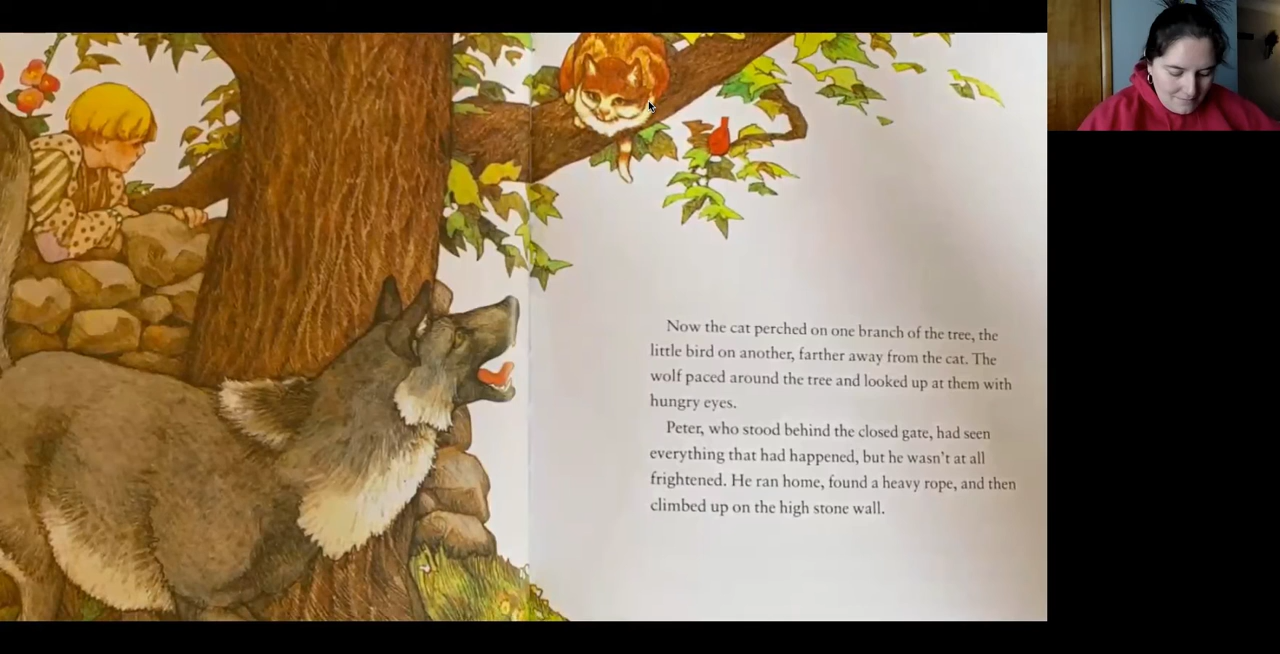 Now the cat perched on one branch of the tree, the
little bird on another, farther away from the cat. The
wolf paced around the tree and looked up at them with
hungry eyes.
Peter, who stood behind the closed gate, had seen
everything that had happened, but he wasn't at all
frightened. He ran home, found a heavy rope, and then
climbed up on the high stone wall.